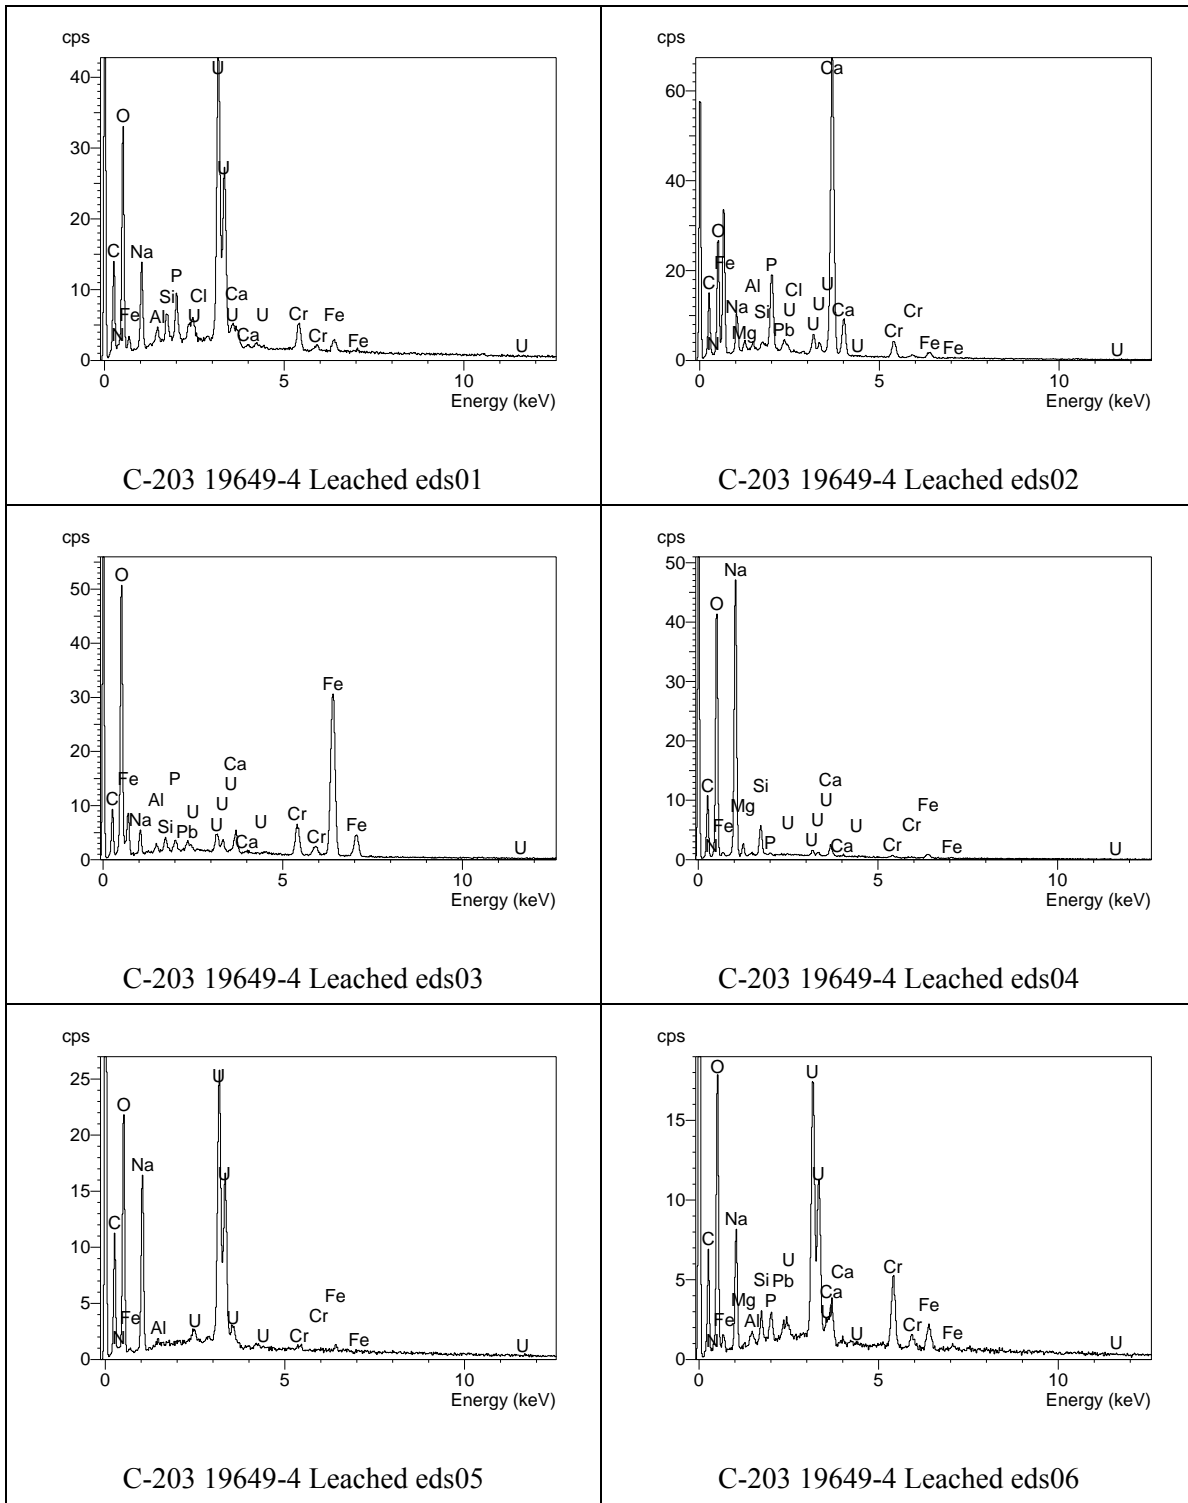 cps
40
30
20
10
0
C
O
N
Fe
Na
Al
Si
P
Cl
U
U
U
U
Ca
Ca
U
Cr
Cr
Fe
Fe
U
0 5 10
Energy (keV)
C-203 19649-4 Leached eds01
cps
60
40
20
0
C
O
N
Fe
Na
Mg
Al
Si
P
Pb
Cl
U
U
U
U
Ca
Ca
U
Cr
Cr
Fe
Fe
U
0 5 10
Energy (keV)
C-203 19649-4 Leached eds02
cps
50
40
30
20
10
0
C
O
Fe
Na
Al
Si
P
Pb
U
U
U
U
Ca
Ca
U
Cr
Cr
Fe
Fe
U
0 5 10
Energy (keV)
C-203 19649-4 Leached eds03
cps
50
40
30
20
10
0
C
O
N
Fe
Na
Mg
Si
P
U
U
U
U
Ca
Ca
U
Cr
Cr
Fe
Fe
U
0 5 10
Energy (keV)
C-203 19649-4 Leached eds04
cps
25
20
15
10
5
0
C
O
N
Fe
Na
Al
U
U
U
U
U
Cr
Cr
Fe
Fe
U
0 5 10
Energy (keV)
C-203 19649-4 Leached eds05
cps
15
10
5
0
C
O
N
Fe
Na
Mg
Al
Si
P
Pb
U
U
U
Ca
Ca
U
Cr
Cr
Fe
Fe
U
0 5 10
Energy (keV)
C-203 19649-4 Leached eds06